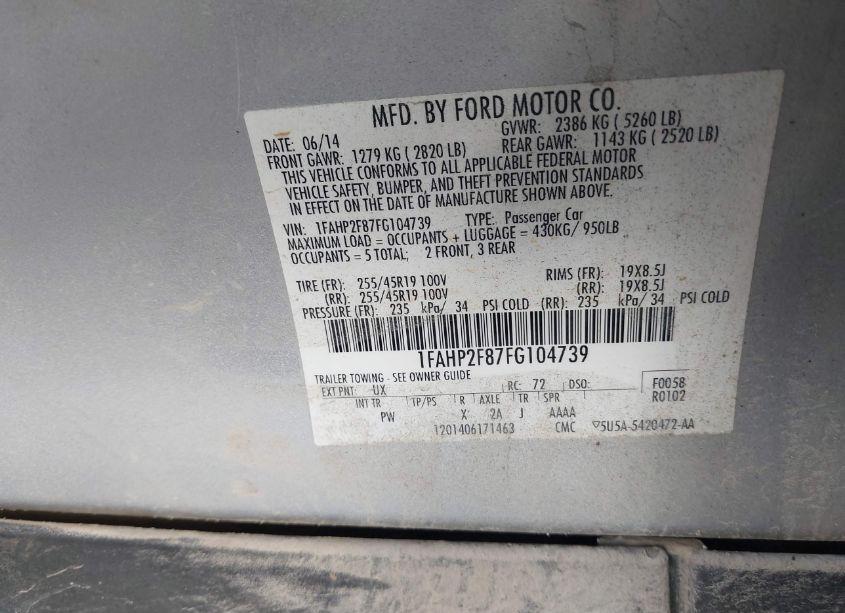 MFD. BY FORD MOTOR CO.
DATE: 06/14 GVWR: 2386 KG ( 5260 LB)
FRONT GAWR: 1279 KG ( 2820 LB) REAR GAWR: 1143 KG ( 2520 LB)
THIS VEHICLE CONFORMS TO ALL APPLICABLE FEDERAL MOTOR
VEHICLE SAFETY, BUMPER, AND THEFT PREVENTION STANDARDS
IN EFFECT ON THE DATE OF MANUFACTURE SHOWN ABOVE.
VIN: 1FAHP2F87FG104739 TYPE: Passenger Car
MAXIMUM LOAD = OCCUPANTS + LUGGAGE = 430KG/ 950LB
OCCUPANTS = 5 TOTAL; 2 FRONT, 3 REAR
TIRE (FR): 255/45R19 100V RIMS (FR): 19X8.5J
(RR): 255/45R19 100V (RR): 19X8.5J
PRESSURE (FR): 235 kPa/ 34 PSI COLD (RR): 235 kPa/ 34 PSI COLD
1FAHP2F87FG104739
TRAILER TOWING - SEE OWNER GUIDE
EXT PNT: UX RC: 72 DSO: F0058
INT TR TP/PS R AXLE TR SPR R0102
PW X 2A J AAAA
1201406171463 CMC ▽5U5A-5420472-AA